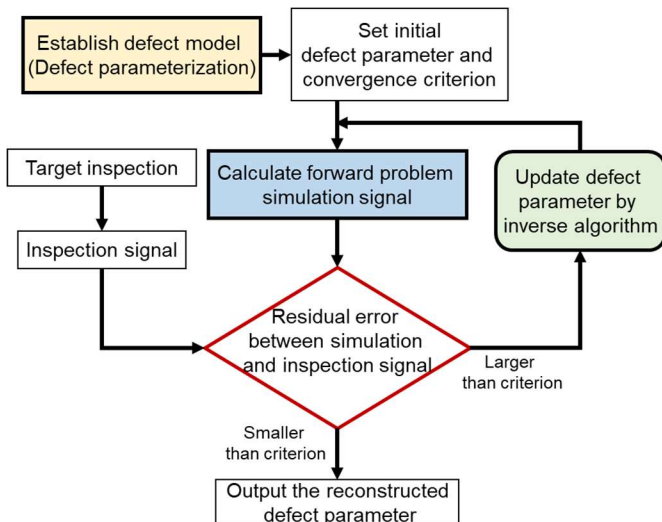 Establish defect model
(Defect parameterization)
Set initial
defect parameter and
convergence criterion
Target inspection
Inspection signal
Calculate forward problem
simulation signal
Update defect
parameter by
inverse algorithm
Residual error
between simulation
and inspection signal
Larger
than criterion
Smaller
than criterion
Output the reconstructed
defect parameter